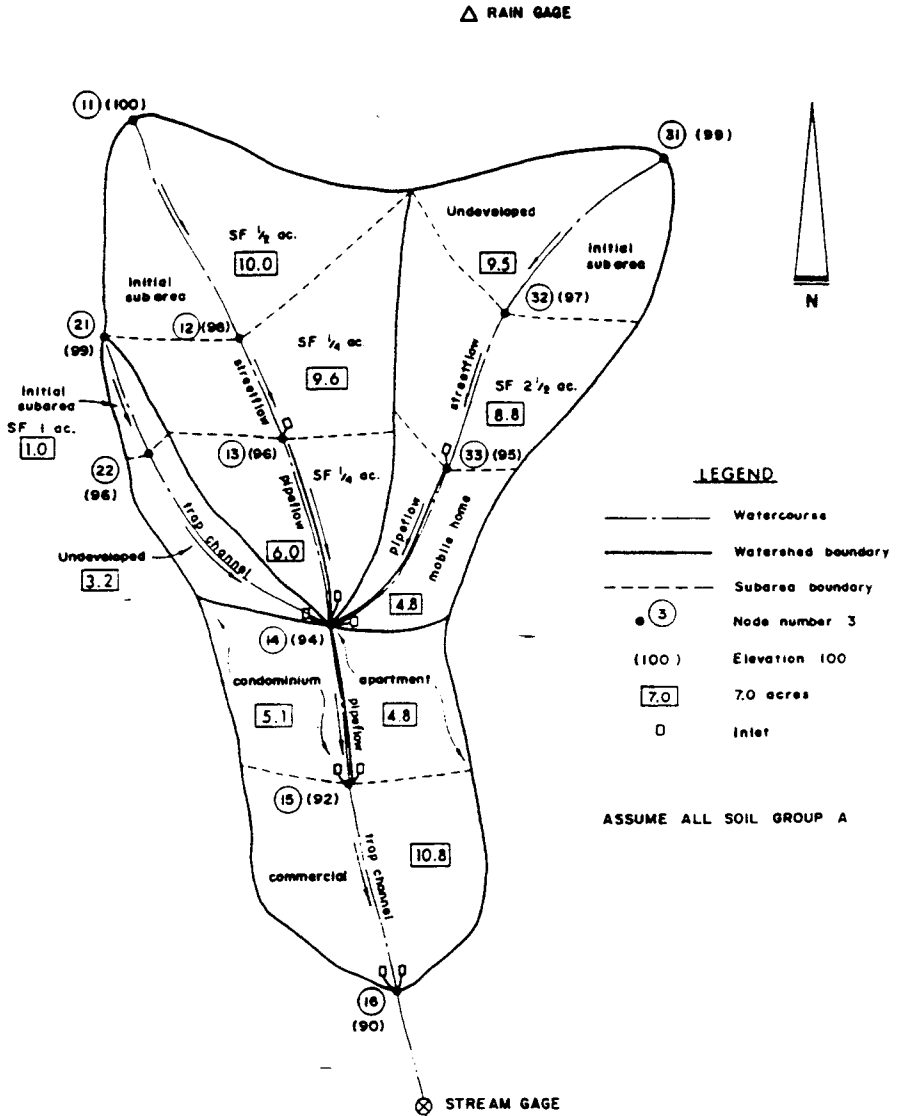 RAIN GAGE
11 (100)
31 (99)
Undeveloped
SF 1/2 ac.
10.0
9.5
Initial
subarea
Initial
subarea
N
32 (97)
21
(99)
12 (98)
SF 1/4 ac.
9.6
streetflow
streetflow
SF 2 1/2 ac.
8.8
Initial
subarea
SF 1 ac.
1.0
13 (96)
SF 1/4 ac.
33 (95)
22
(96)
pipeflow
pipeflow
mobile home
trap channel
Undeveloped
3.2
6.0
4.8
14 (94)
condominium
apartment
5.1
pipeflow
4.8
15 (92)
trap channel
10.8
commercial
16
(90)
STREAM GAGE
LEGEND
Watercourse
Watershed boundary
Subarea boundary
3 Node number 3
(100) Elevation 100
7.0 7.0 acres
Inlet
ASSUME ALL SOIL GROUP A